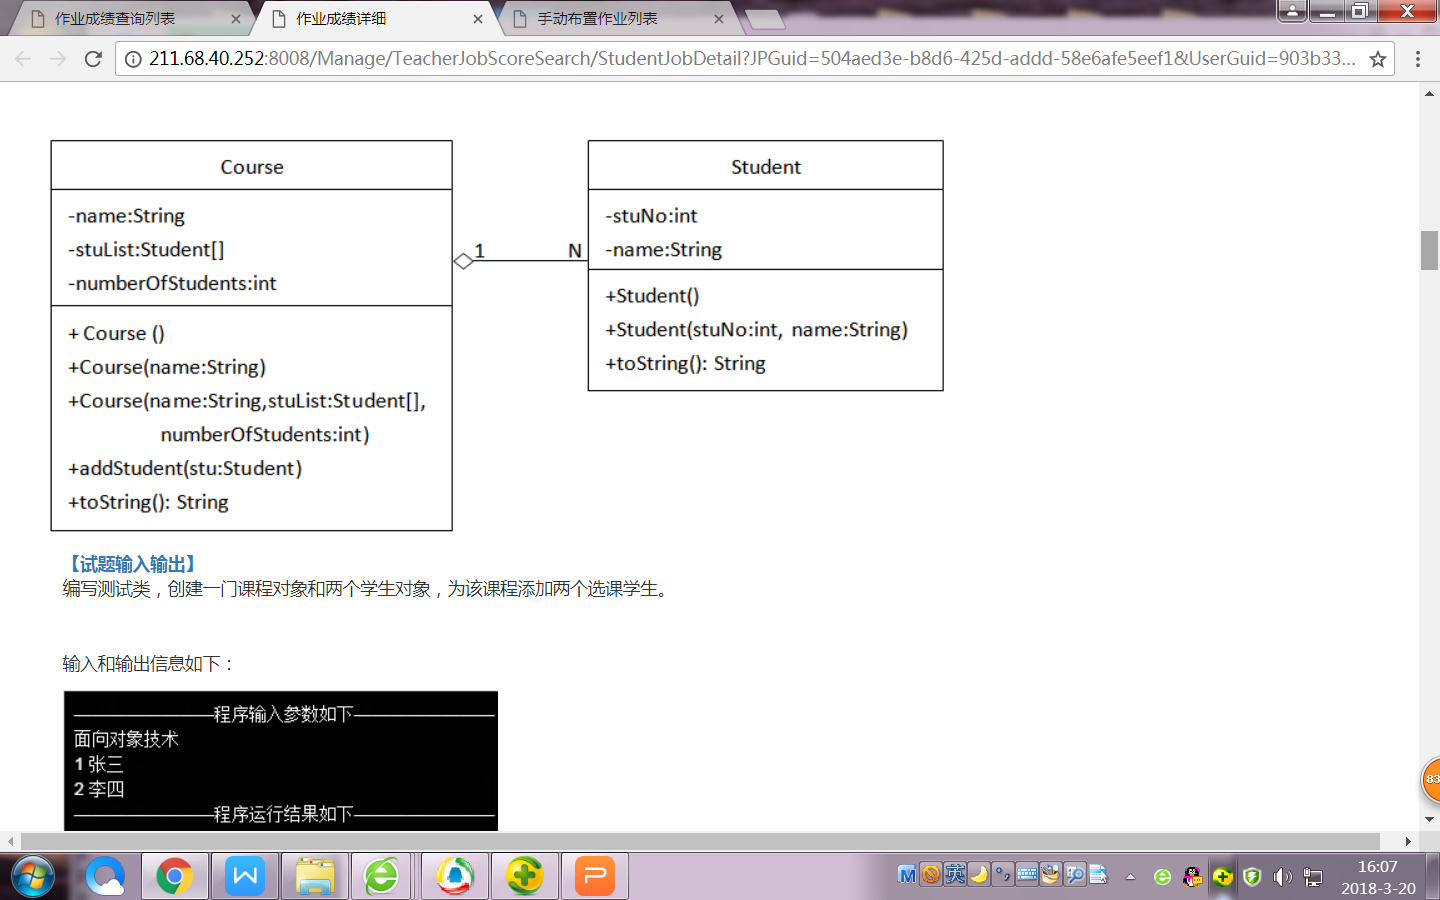 作业成绩查询列表
作业成绩详细
手动布置作业列表
211.68.40.252:8008/Manage/TeacherJobScoreSearch/StudentJobDetail?JPGuid=504aed3e-b8d6-425d-addd-58e6afe5eef1&UserGuid=903b33...
Course
-name:String
-stuList:Student[]
-numberOfStudents:int
+ Course ()
+Course(name:String)
+Course(name:String,stuList:Student[],
numberOfStudents:int)
+addStudent(stu:Student)
+toString(): String
1
N
Student
-stuNo:int
-name:String
+Student()
+Student(stuNo:int, name:String)
+toString(): String
【试题输入输出】
编写测试类，创建一门课程对象和两个学生对象，为该课程添加两个选课学生。
输入和输出信息如下：
————————程序输入参数如下————————
面向对象技术
1 张三
2 李四
————————程序运行结果如下————————
83
M
英
16:07
2018-3-20